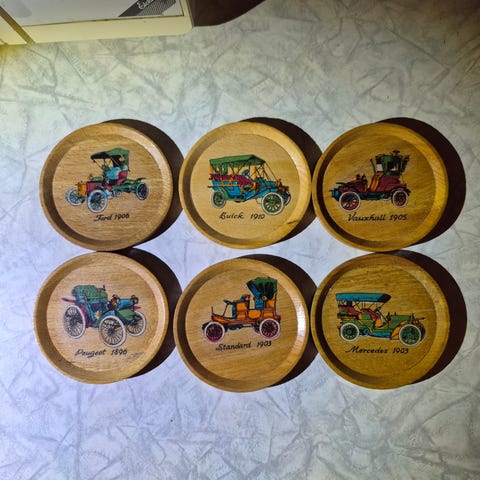 Ford 1906
Buick 1910
Vauxhall 1905
Peugeot 1896
Standard 1903
Mercedes 1903